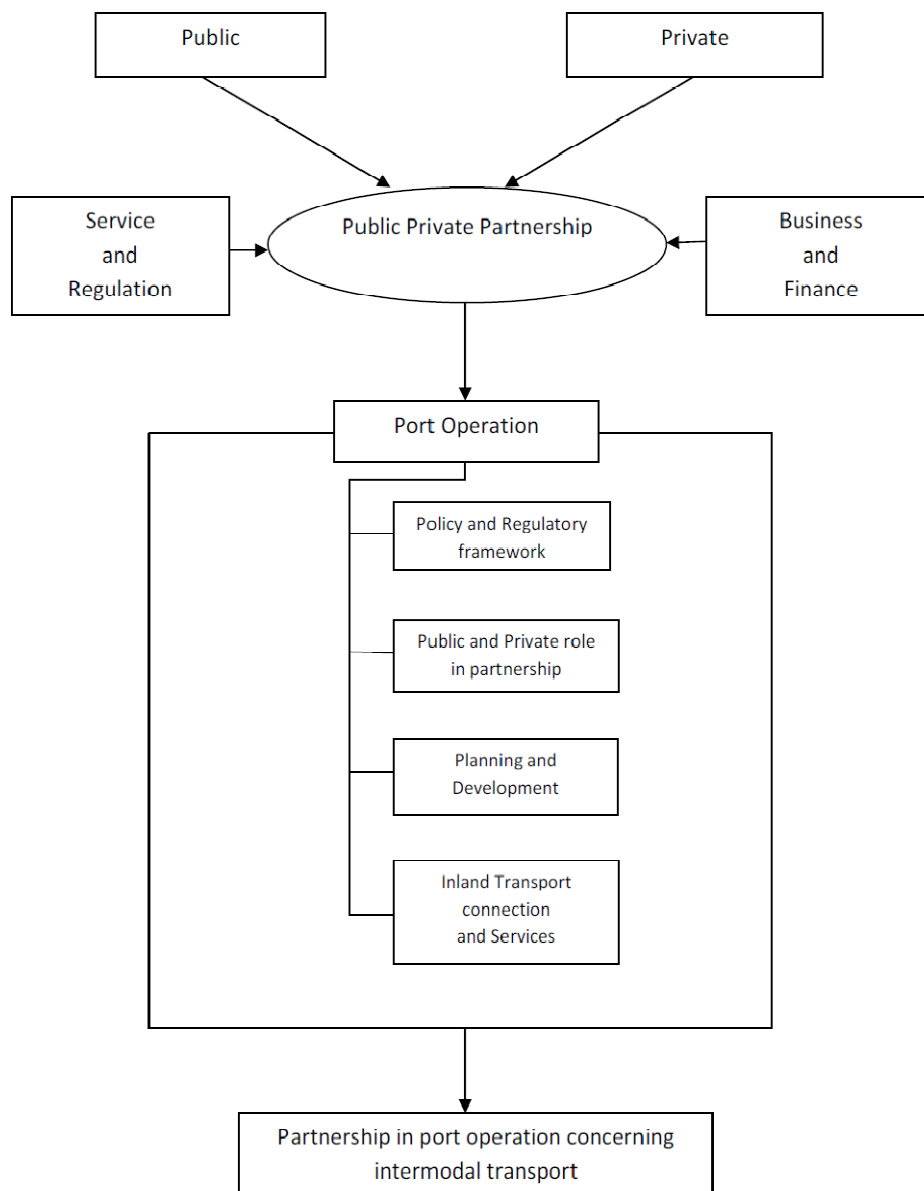 Public
Private
Service
and
Regulation
Public Private Partnership
Business
and
Finance
Port Operation
Policy and Regulatory
framework
Public and Private role
in partnership
Planning and
Development
Inland Transport
connection
and Services
Partnership in port operation concerning
intermodal transport